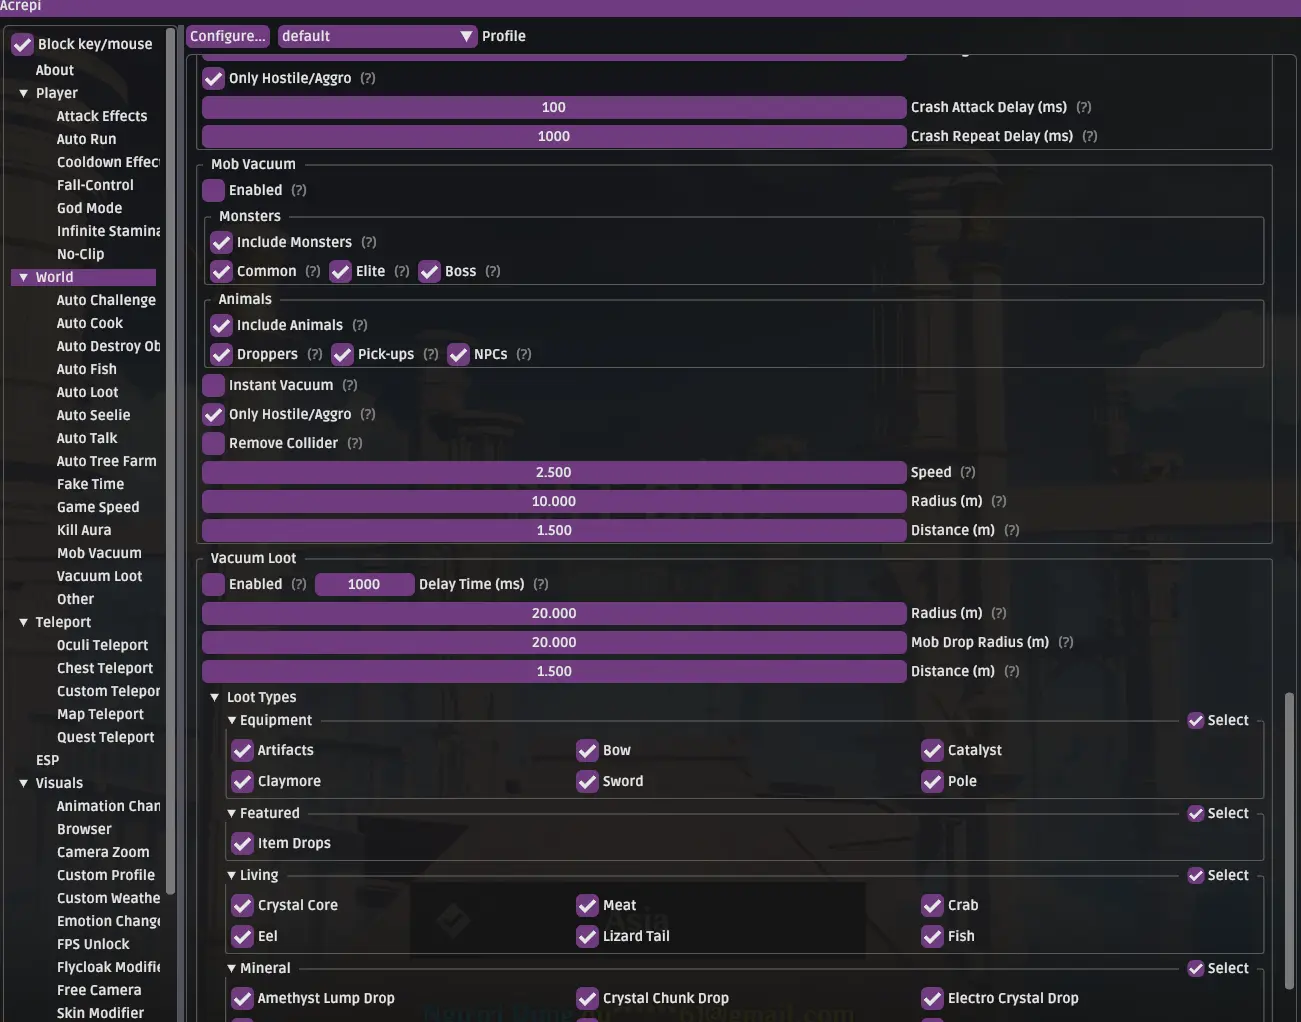 Acrepi
Block key/mouse
About
▼ Player
Attack Effects
Auto Run
Cooldown Effec
Fall-Control
God Mode
Infinite Stamina
No-Clip
▼ World
Auto Challenge
Auto Cook
Auto Destroy Ob
Auto Fish
Auto Loot
Auto Seelie
Auto Talk
Auto Tree Farm
Fake Time
Game Speed
Kill Aura
Mob Vacuum
Vacuum Loot
Other
▼ Teleport
Oculi Teleport
Chest Teleport
Custom Telepor
Map Teleport
Quest Teleport
ESP
▼ Visuals
Animation Chan
Browser
Camera Zoom
Custom Profile
Custom Weathe
Emotion Change
FPS Unlock
Flycloak Modifie
Free Camera
Skin Modifier
Configure... default ▼ Profile
Only Hostile/Aggro (?)
100 Crash Attack Delay (ms) (?)
1000 Crash Repeat Delay (ms) (?)
Mob Vacuum
Enabled (?)
Monsters
Include Monsters (?)
Common (?) Elite (?) Boss (?)
Animals
Include Animals (?)
Droppers (?) Pick-ups (?) NPCs (?)
Instant Vacuum (?)
Only Hostile/Aggro (?)
Remove Collider (?)
2.500 Speed (?)
10.000 Radius (m) (?)
1.500 Distance (m) (?)
Vacuum Loot
Enabled (?) 1000 Delay Time (ms) (?)
20.000 Radius (m) (?)
20.000 Mob Drop Radius (m) (?)
1.500 Distance (m) (?)
▼ Loot Types
▼ Equipment Select
Artifacts Bow Catalyst
Claymore Sword Pole
▼ Featured Select
Item Drops
▼ Living Select
Crystal Core Meat Crab
Asia
Eel Lizard Tail Fish
▼ Mineral Select
Amethyst Lump Drop Crystal Chunk Drop Electro Crystal Drop